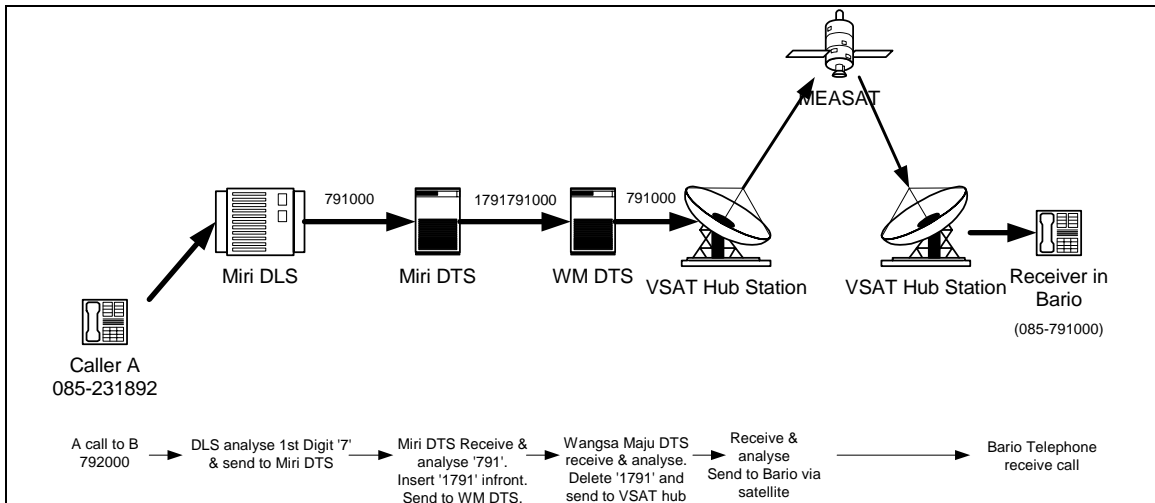 MEASAT
791000
1791791000
791000
Miri DLS
Miri DTS
WM DTS
VSAT Hub Station
VSAT Hub Station
Receiver in
Bario
(085-791000)
Caller A
085-231892
A call to B
792000
DLS analyse 1st Digit '7'
& send to Miri DTS
Miri DTS Receive &
analyse '791'.
Insert '1791' infront.
Send to WM DTS.
Wangsa Maju DTS
receive & analyse.
Delete '1791' and
send to VSAT hub
Receive &
analyse
Send to Bario via
satellite
Bario Telephone
receive call